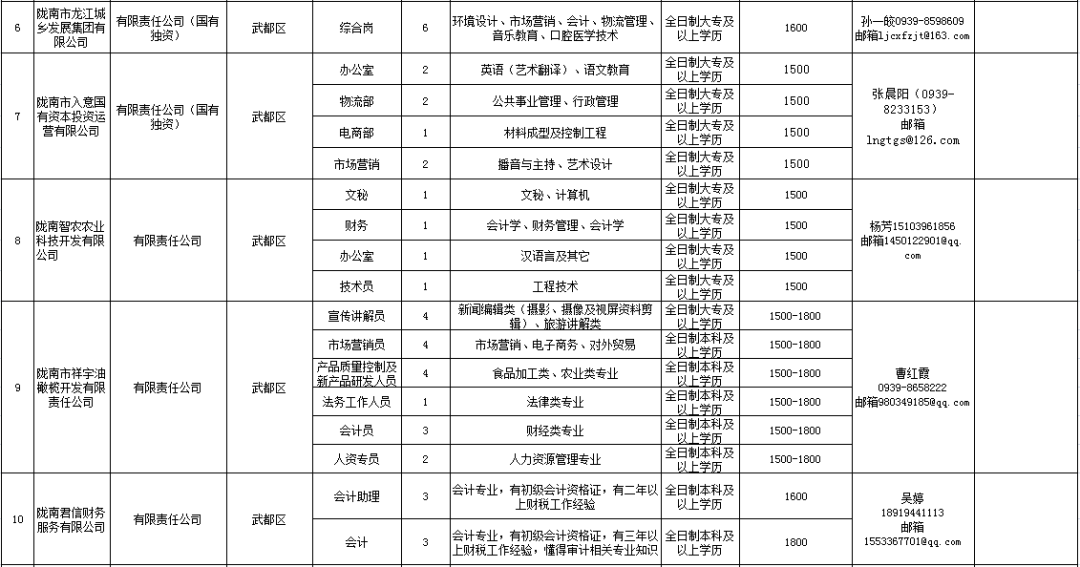 6
陇南市龙江城
乡发展集团有
限公司
有限责任公司（国有
独资）
武都区
综合岗
6
环境设计、市场营销、会计、物流管理、
音乐教育、口腔医学技术
全日制大专及
以上学历
1600
孙一皎0939-8598609
邮箱ljcxfzjt@163.com
7
陇南市入意国
有资本投资运
营有限公司
有限责任公司（国有
独资）
武都区
办公室
2
英语（艺术翻译）、语文教育
全日制大专及
以上学历
1500
物流部
2
公共事业管理、行政管理
全日制大专及
以上学历
1500
电商部
1
材料成型及控制工程
全日制大专及
以上学历
1500
市场营销
2
播音与主持、艺术设计
全日制大专及
以上学历
1500
张晨阳（0939-
8233153）
邮箱
lngtgs@126.com
8
陇南智农农业
科技开发有限
公司
有限责任公司
武都区
文秘
1
文秘、计算机
全日制大专及
以上学历
1500
财务
1
会计学、财务管理、会计学
全日制大专及
以上学历
1500
办公室
1
汉语言及其它
全日制大专及
以上学历
1500
技术员
1
工程技术
全日制大专及
以上学历
1500
杨芳15103961856
邮箱1450122901@qq.
com
9
陇南市祥宇油
橄榄开发有限
责任公司
有限责任公司
武都区
宣传讲解员
4
新闻编辑类（摄影、摄像及视屏资料剪
辑）、旅游讲解类
全日制大专及
以上学历
1500-1800
市场营销员
4
市场营销、电子商务、对外贸易
全日制本科及
以上学历
1500-1800
产品质量控制及
新产品研发人员
4
食品加工类、农业类专业
全日制本科及
以上学历
1500-1800
法务工作人员
1
法律类专业
全日制本科及
以上学历
1500-1800
会计员
3
财经类专业
全日制本科及
以上学历
1500-1800
人资专员
2
人力资源管理专业
全日制本科及
以上学历
1500-1800
曹红霞
0939-8658222
邮箱980349185@qq.com
10
陇南君信财务
服务有限公司
有限责任公司
武都区
会计助理
3
会计专业，有初级会计资格证，有二年以
上财税工作经验
全日制本科及
以上学历
1600
会计
3
会计专业，有初级会计资格证，有三年以
上财税工作经验，懂得审计相关专业知识
全日制本科及
以上学历
1800
吴婷
18919441113
邮箱
1553367701@qq.com